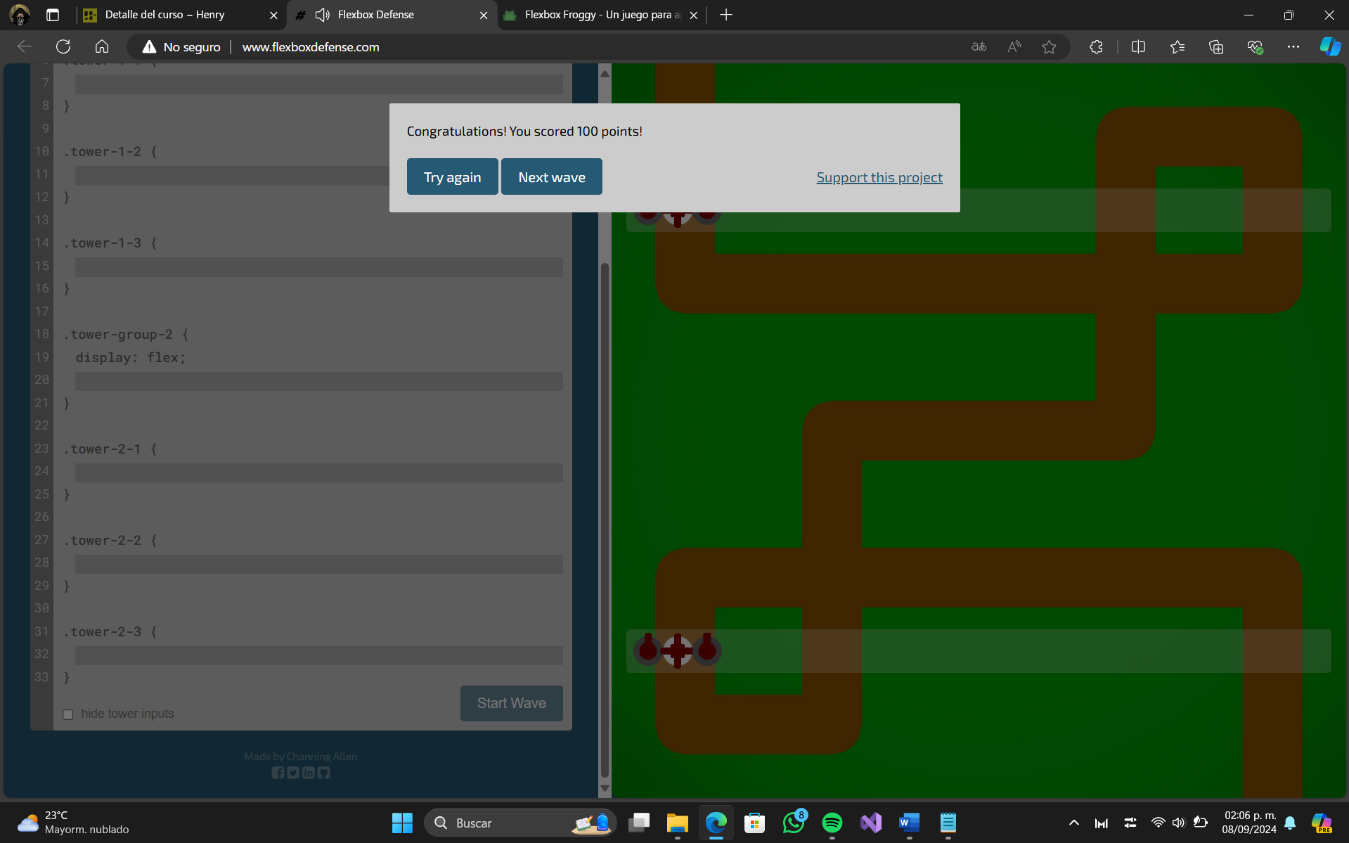 Detalle del curso – Henry
Flexbox Defense
Flexbox Froggy - Un juego para a
No seguro
www.flexboxdefense.com
7
8 }
9
10 .tower-1-2 {
11
12 }
13
14 .tower-1-3 {
15
16 }
17
18 .tower-group-2 {
19 display: flex;
20
21 }
22
23 .tower-2-1 {
24
25 }
26
27 .tower-2-2 {
28
29 }
30
31 .tower-2-3 {
32
33 }
hide tower inputs
Start Wave
Made by Channing Allen
Congratulations! You scored 100 points!
Try again
Next wave
Support this project
23°C
Mayorm. nublado
Buscar
8
02:06 p. m.
08/09/2024
PRE